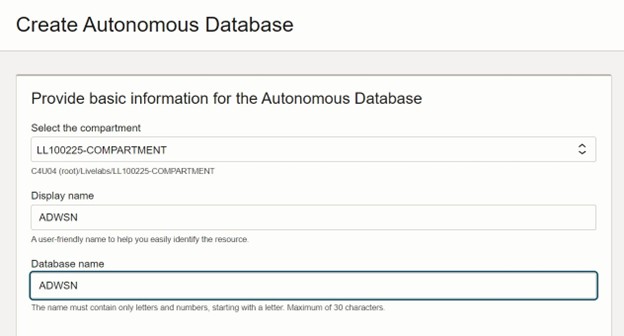 Create Autonomous Database
Provide basic information for the Autonomous Database
Select the compartment
LL100225-COMPARTMENT
C4U04 (root)/Livelabs/LL100225-COMPARTMENT
Display name
ADWSN
A user-friendly name to help you easily identify the resource.
Database name
ADWSN
The name must contain only letters and numbers, starting with a letter. Maximum of 30 characters.